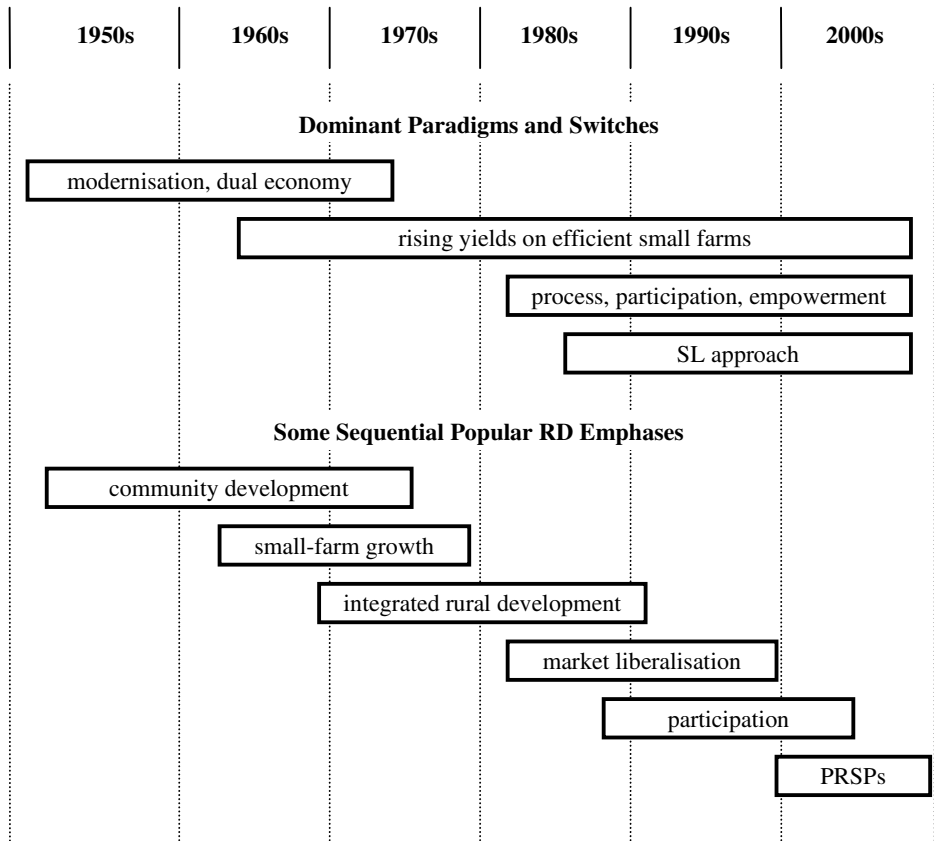 1950s 1960s 1970s 1980s 1990s 2000s
Dominant Paradigms and Switches
modernisation, dual economy
rising yields on efficient small farms
process, participation, empowerment
SL approach
Some Sequential Popular RD Emphases
community development
small-farm growth
integrated rural development
market liberalisation
participation
PRSPs